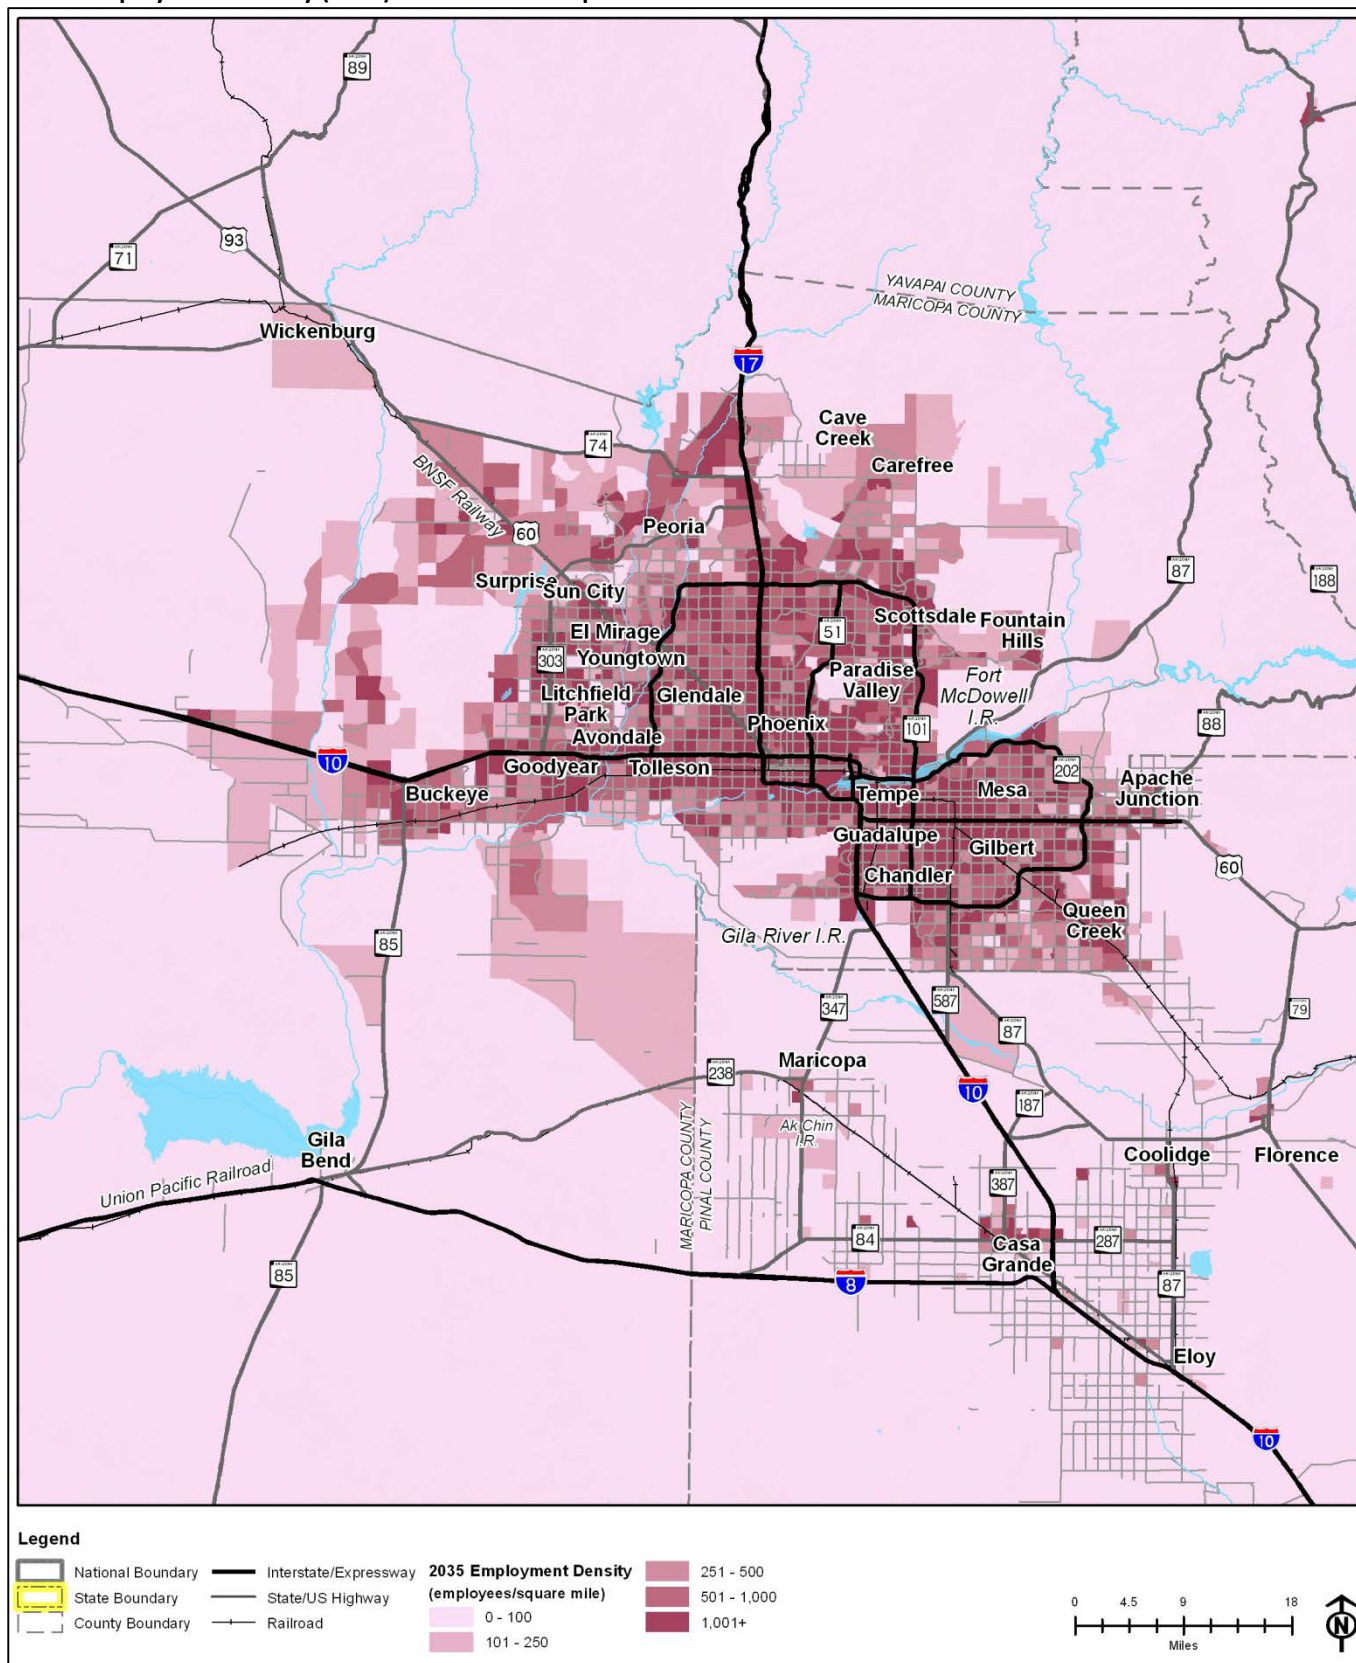 89
93
ARIZONA
71
YAVAPAI COUNTY
MARICOPA COUNTY
Wickenburg
17
Cave
Creek
74
Carefree
BNSF Railway
60
Peoria
87
188
Surprise
Sun City
Scottsdale
Fountain
Hills
El Mirage
51
303
Youngtown
Paradise
Valley
Fort
McDowell
I.R.
Litchfield
Park
Glendale
Phoenix
101
88
Avondale
10
Goodyear
Tolleson
202
Apache
Junction
Buckeye
Tempe
Mesa
Guadalupe
Gilbert
60
Chandler
Queen
Creek
85
Gila River I.R.
347
587
87
79
Maricopa
238
10
187
MARICOPA COUNTY
PINAL COUNTY
Ak Chin
I.R.
Gila
Bend
Coolidge
Florence
Union Pacific Railroad
387
84
Casa
Grande
287
85
8
87
Eloy
10
Legend
National Boundary
State Boundary
County Boundary
Interstate/Expressway
State/US Highway
Railroad
2035 Employment Density
(employees/square mile)
0 - 100
101 - 250
251 - 500
501 - 1,000
1,001+
0 4.5 9 18
Miles
N